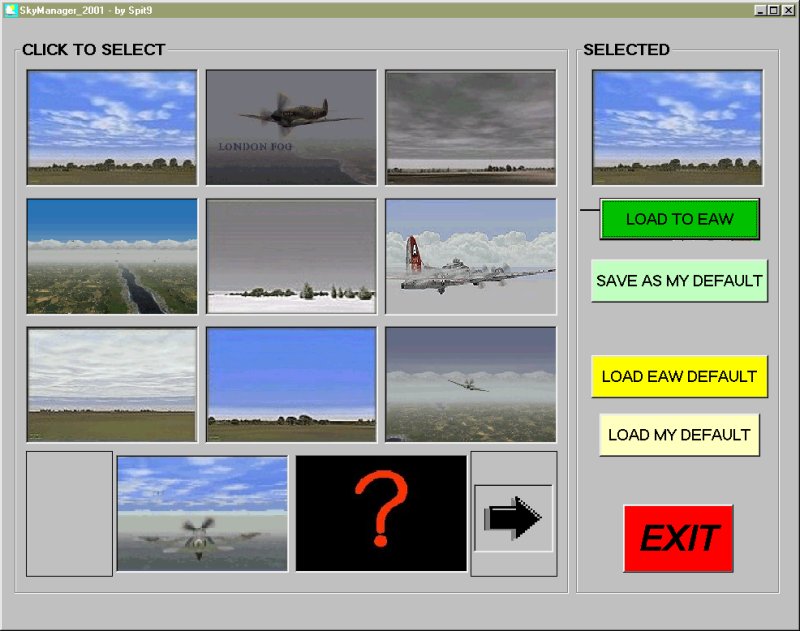 SkyManager_2001 - by Spit9
CLICK TO SELECT
SELECTED
LONDON FOG
LOAD TO EAW
SAVE AS MY DEFAULT
LOAD EAW DEFAULT
LOAD MY DEFAULT
?
EXIT